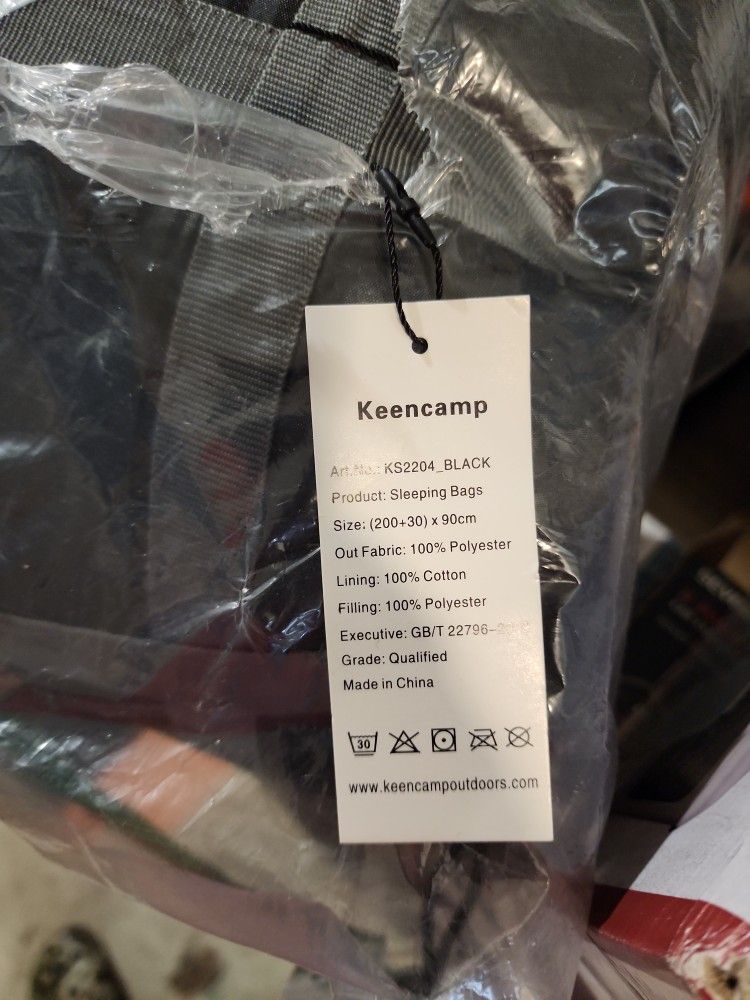 Keencamp
Art.No.: KS2204_BLACK
Product: Sleeping Bags
Size: (200+30) x 90cm
Out Fabric: 100% Polyester
Lining: 100% Cotton
Filling: 100% Polyester
Executive: GB/T 22796-
Grade: Qualified
Made in China
30
www.keencampoutdoors.com